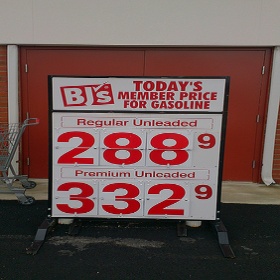 BJ's
TODAY'S
MEMBER PRICE
FOR GASOLINE
Regular Unleaded
288 9
Premium Unleaded
332 9